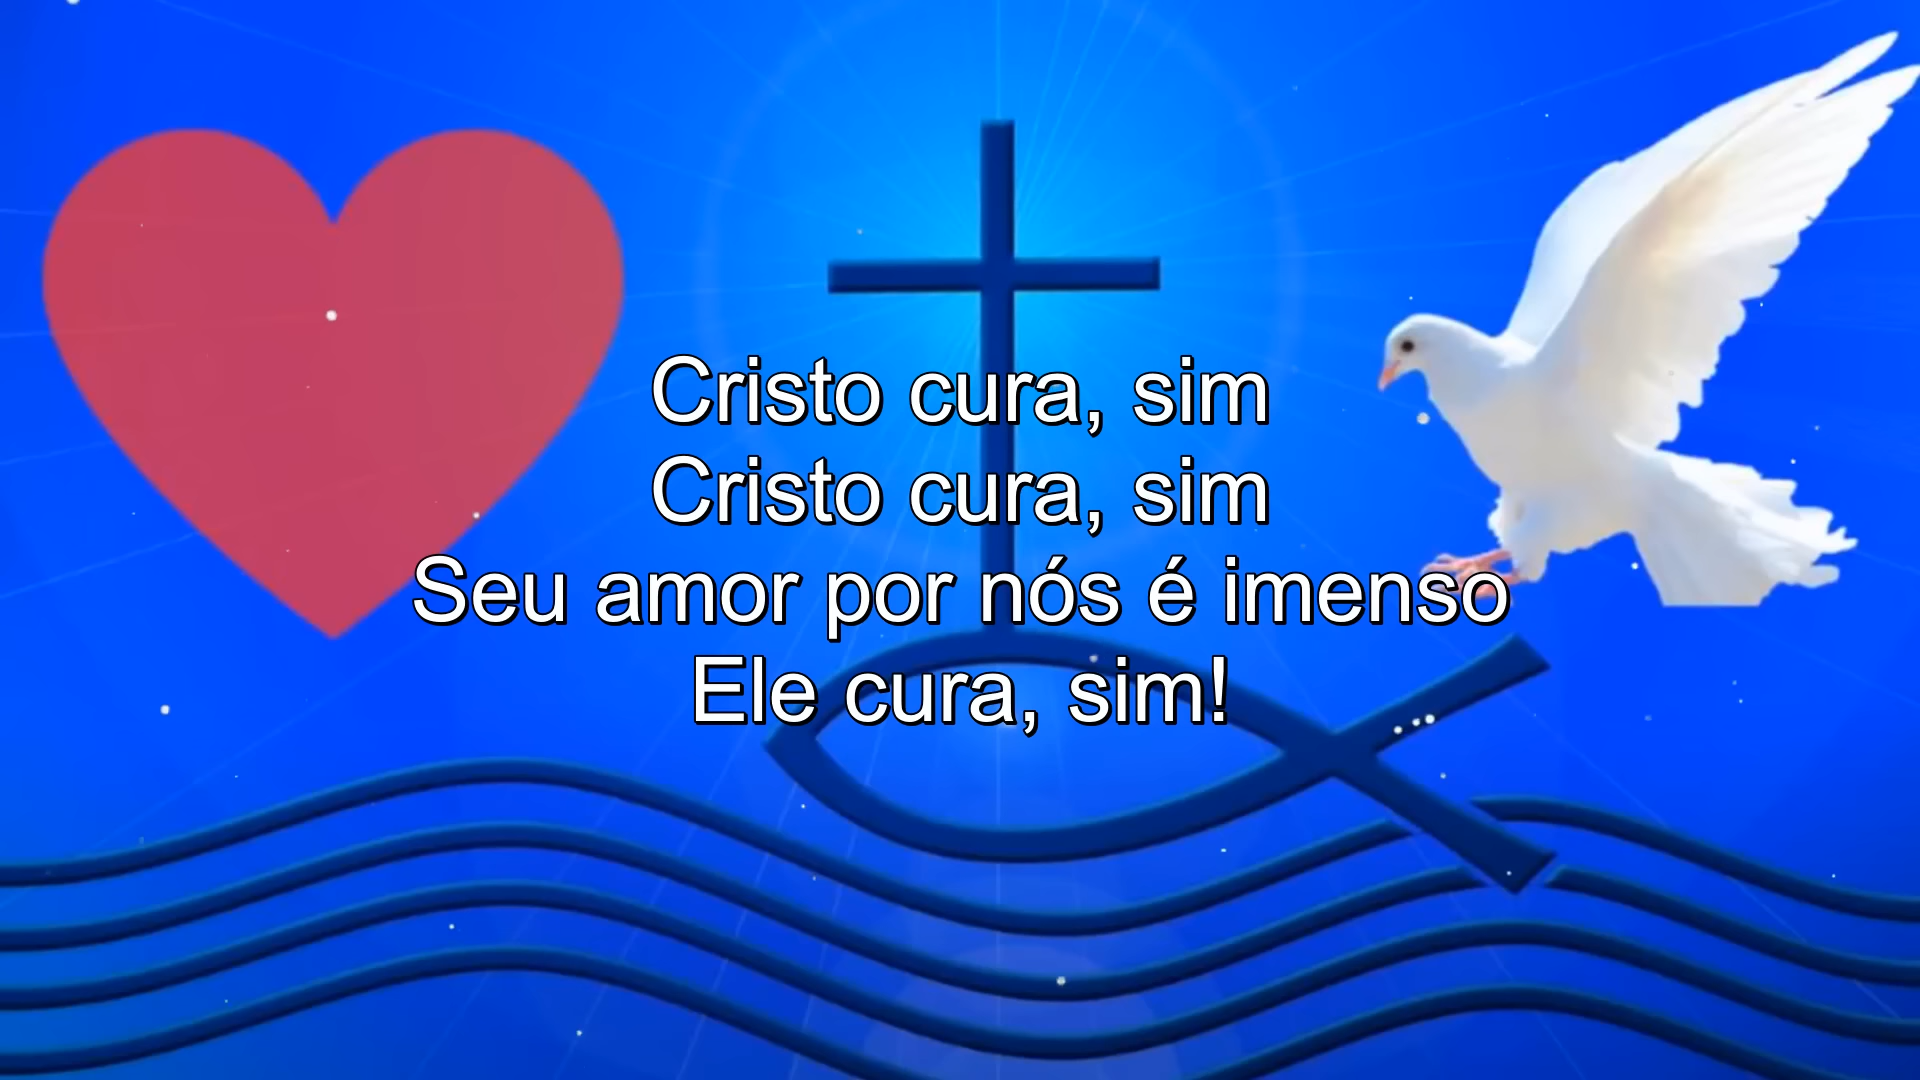 Cristo cura, sim
Cristo cura, sim
Seu amor por nós é imenso
Ele cura, sim!